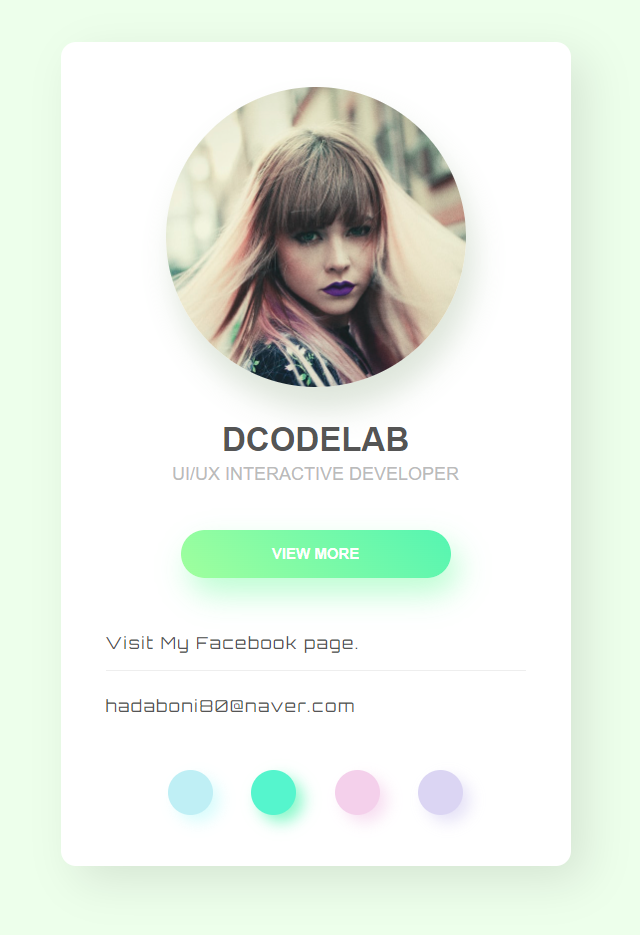 DCODELAB
UI/UX INTERACTIVE DEVELOPER
VIEW MORE
Visit My Facebook page.
hadaboni80@naver.com